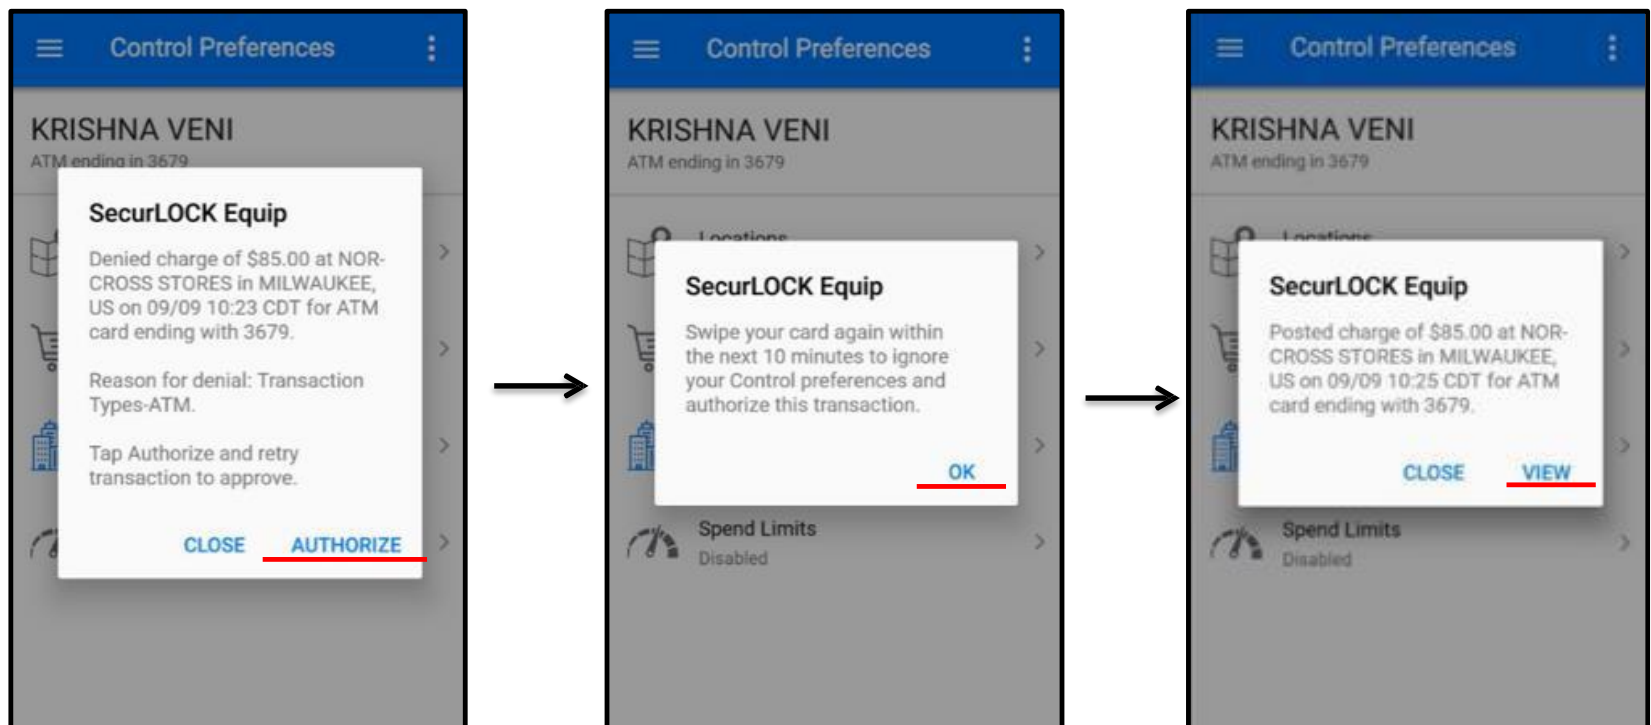 Control Preferences
KRISHNA VENI
ATM ending in 3679
SecurLOCK Equip
Denied charge of $85.00 at NOR-
CROSS STORES in MILWAUKEE,
US on 09/09 10:23 CDT for ATM
card ending with 3679.
Reason for denial: Transaction
Types-ATM.
Tap Authorize and retry
transaction to approve.
CLOSE AUTHORIZE
Control Preferences
KRISHNA VENI
ATM ending in 3679
Locations
SecurLOCK Equip
Swipe your card again within
the next 10 minutes to ignore
your Control preferences and
authorize this transaction.
OK
Spend Limits
Disabled
Control Preferences
KRISHNA VENI
ATM ending in 3679
Locations
SecurLOCK Equip
Posted charge of $85.00 at NOR-
CROSS STORES in MILWAUKEE,
US on 09/09 10:25 CDT for ATM
card ending with 3679.
CLOSE VIEW
Spend Limits
Disabled